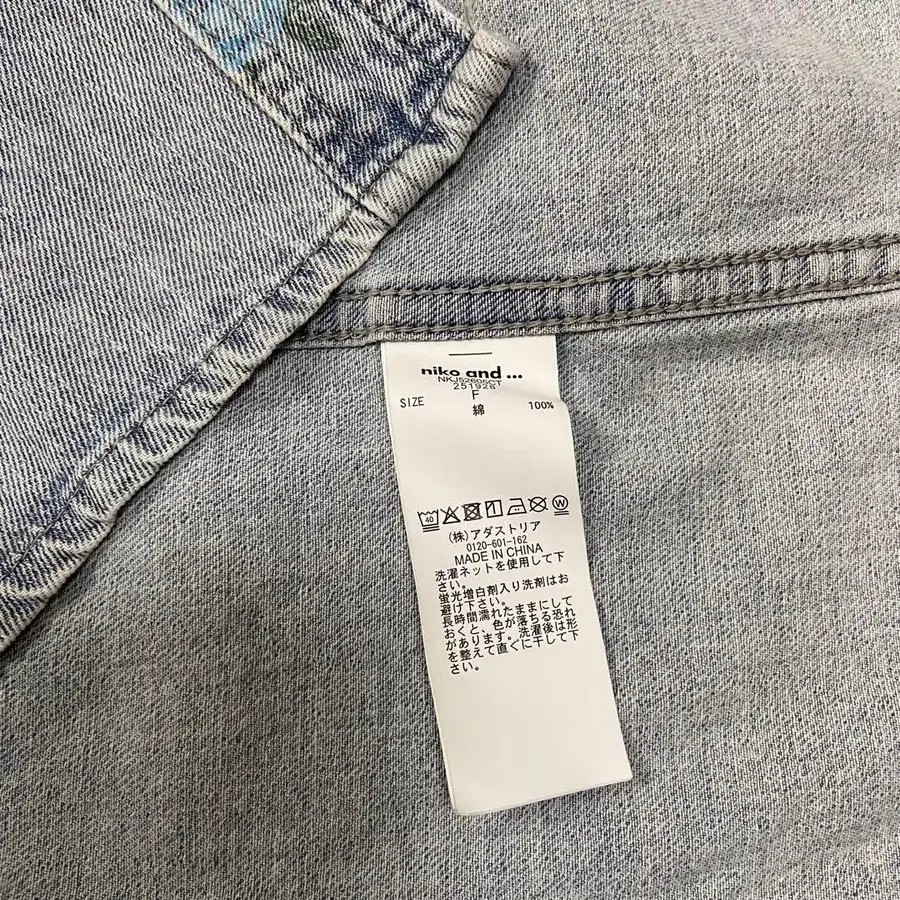 niko and ...
NKJ52605CT
251926
SIZE F
綿 100%
40
W
(株)アダストリア
0120-601-162
MADE IN CHINA
洗濯ネットを使用して下
さい。
蛍光増白剤入り洗剤はお
避け下さい。
長時間濡れたままにして
おくと、色が落ちる恐れ
があります。洗濯後は形
を整えて直ぐに干して下
さい。